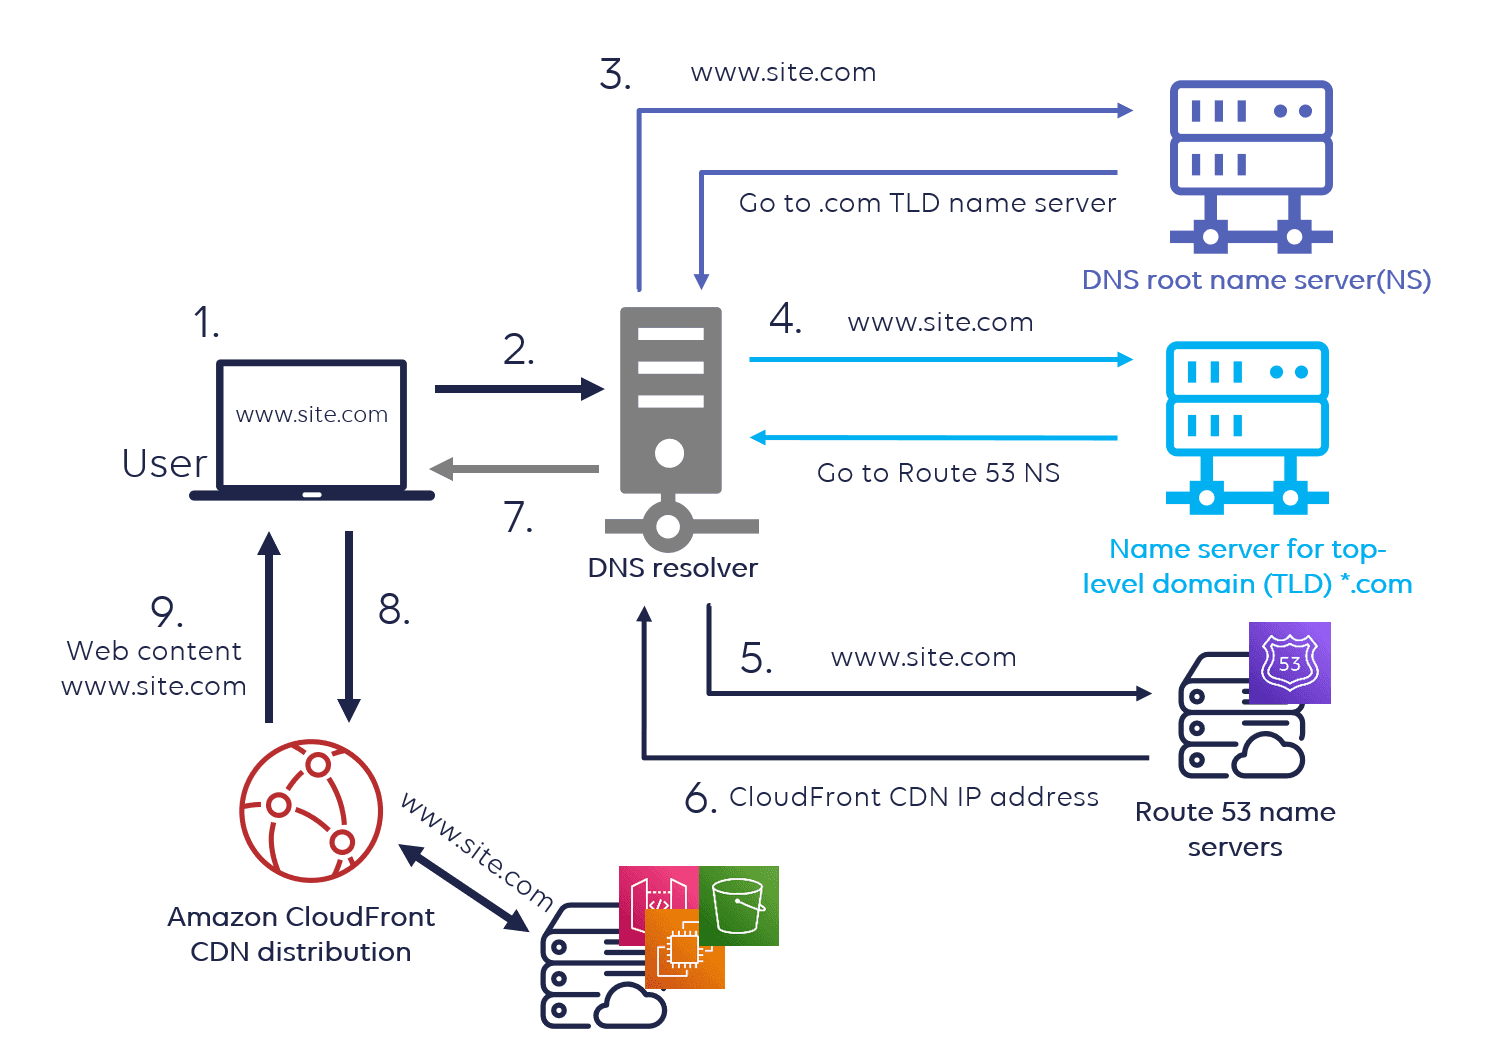 3.
www.site.com
Go to .com TLD name server
DNS root name server(NS)
1.
www.site.com
User
2.
4.
www.site.com
Go to Route 53 NS
Name server for top-
level domain (TLD) *.com
7.
DNS resolver
9.
Web content
www.site.com
8.
5.
www.site.com
53
6. CloudFront CDN IP address
Route 53 name
servers
www.site.com
</>
Amazon CloudFront
CDN distribution